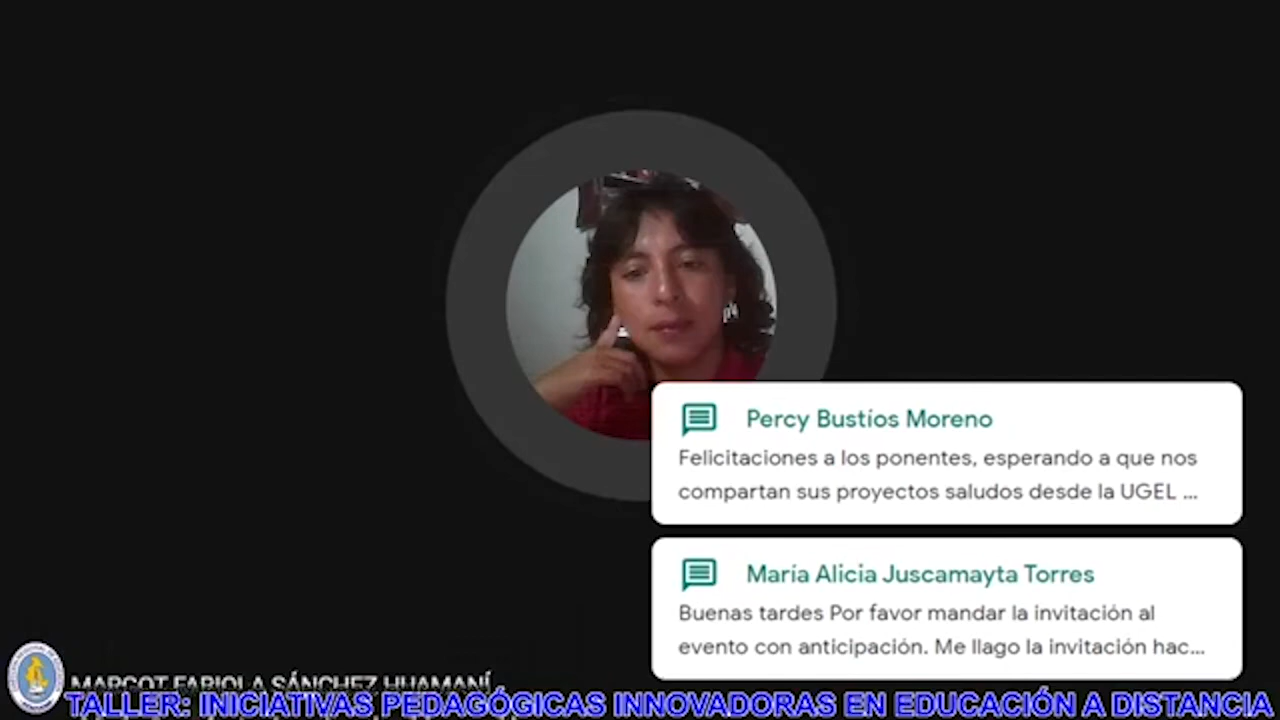 Percy Bustíos Moreno
Felicitaciones a los ponentes, esperando a que nos
compartan sus proyectos saludos desde la UGEL ...
María Alicia Juscamayta Torres
Buenas tardes Por favor mandar la invitación al
evento con anticipación. Me llago la invitación hac...
MARGOT FABIOLA SÁNCHEZ HUAMANÍ
TALLER: INICIATIVAS PEDAGÓGICAS INNOVADORAS EN EDUCACIÓN A DISTANCIA